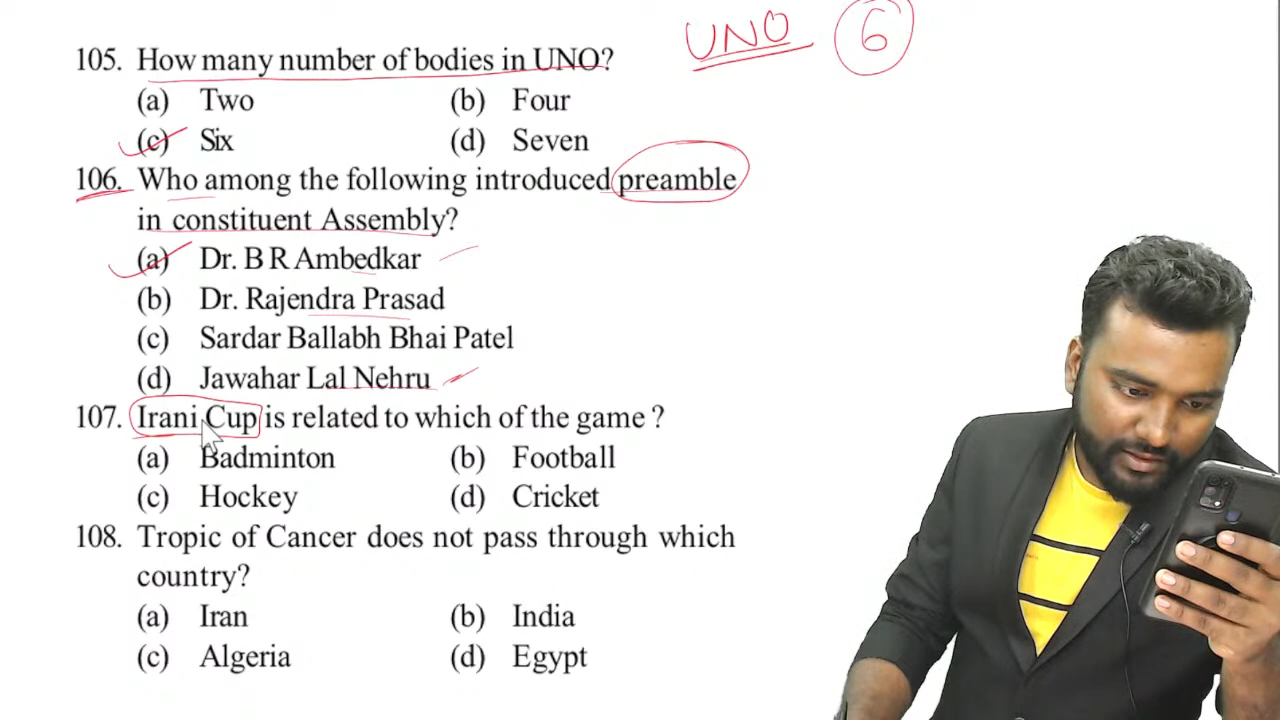 UNO 6
105. How many number of bodies in UNO?
(a) Two (b) Four
(c) Six (d) Seven
106. Who among the following introduced preamble
in constituent Assembly?
(a) Dr. B R Ambedkar
(b) Dr. Rajendra Prasad
(c) Sardar Ballabh Bhai Patel
(d) Jawahar Lal Nehru
107. Irani Cup is related to which of the game ?
(a) Badminton (b) Football
(c) Hockey (d) Cricket
108. Tropic of Cancer does not pass through which
country?
(a) Iran (b) India
(c) Algeria (d) Egypt